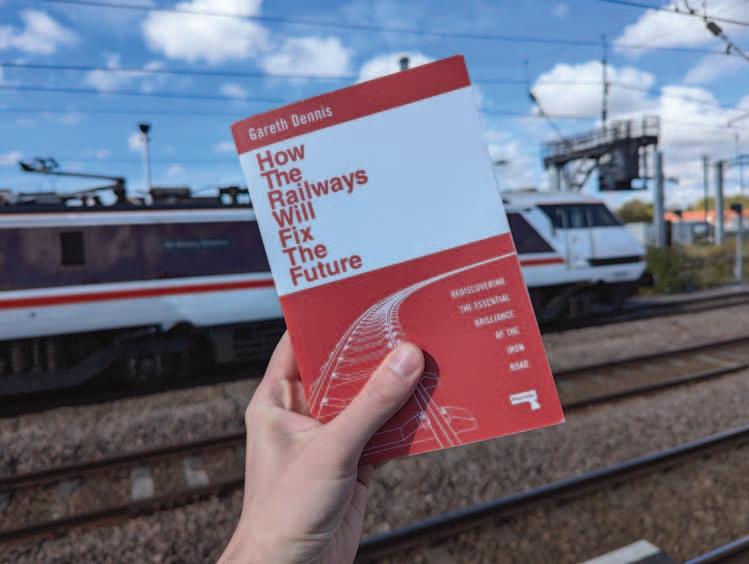 Gareth Dennis
How
The
Railways
Will
Fix
The
Future
REDISCOVERING
THE ESSENTIAL
BRILLIANCE
OF THE
IRON
ROAD